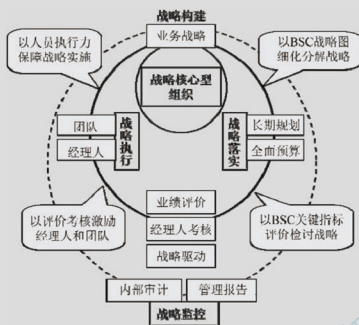 战略构建
业务战略
以人员执行力
保障战略实施
以BSC战略图
细化分解战略
战略核心型
组织
团队
经理人
战略执行
战略落实
长期规划
全面预算
业绩评价
经理人考核
战略驱动
以评价考核激励
经理人和团队
以BSC关键指标
评价检讨战略
内部审计
管理报告
战略监控